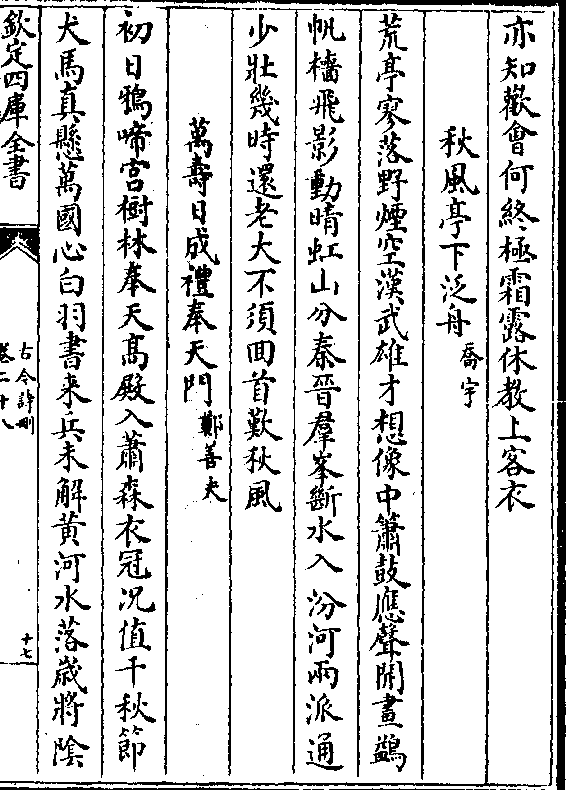 亦知歡會何終極霜露休教上客衣
秋風亭下泛舟 喬宇
荒亭寥落野煙空漢武雄才想像中簫鼓應聲開畫鷁
帆檣飛影動晴虹山分秦晉羣峯斷水入汾河兩派通
少壯幾時還老大不須回首歎秋風
萬壽日成禮奉天門 鄭善夫
初日鵶啼宮樹林奉天髙殿入蕭森衣冠况值千秋節
犬馬真懸萬國心白羽書来兵未解黄河水落歳將陰
欽定四庫全書
古今詩刪
卷二十八
十七